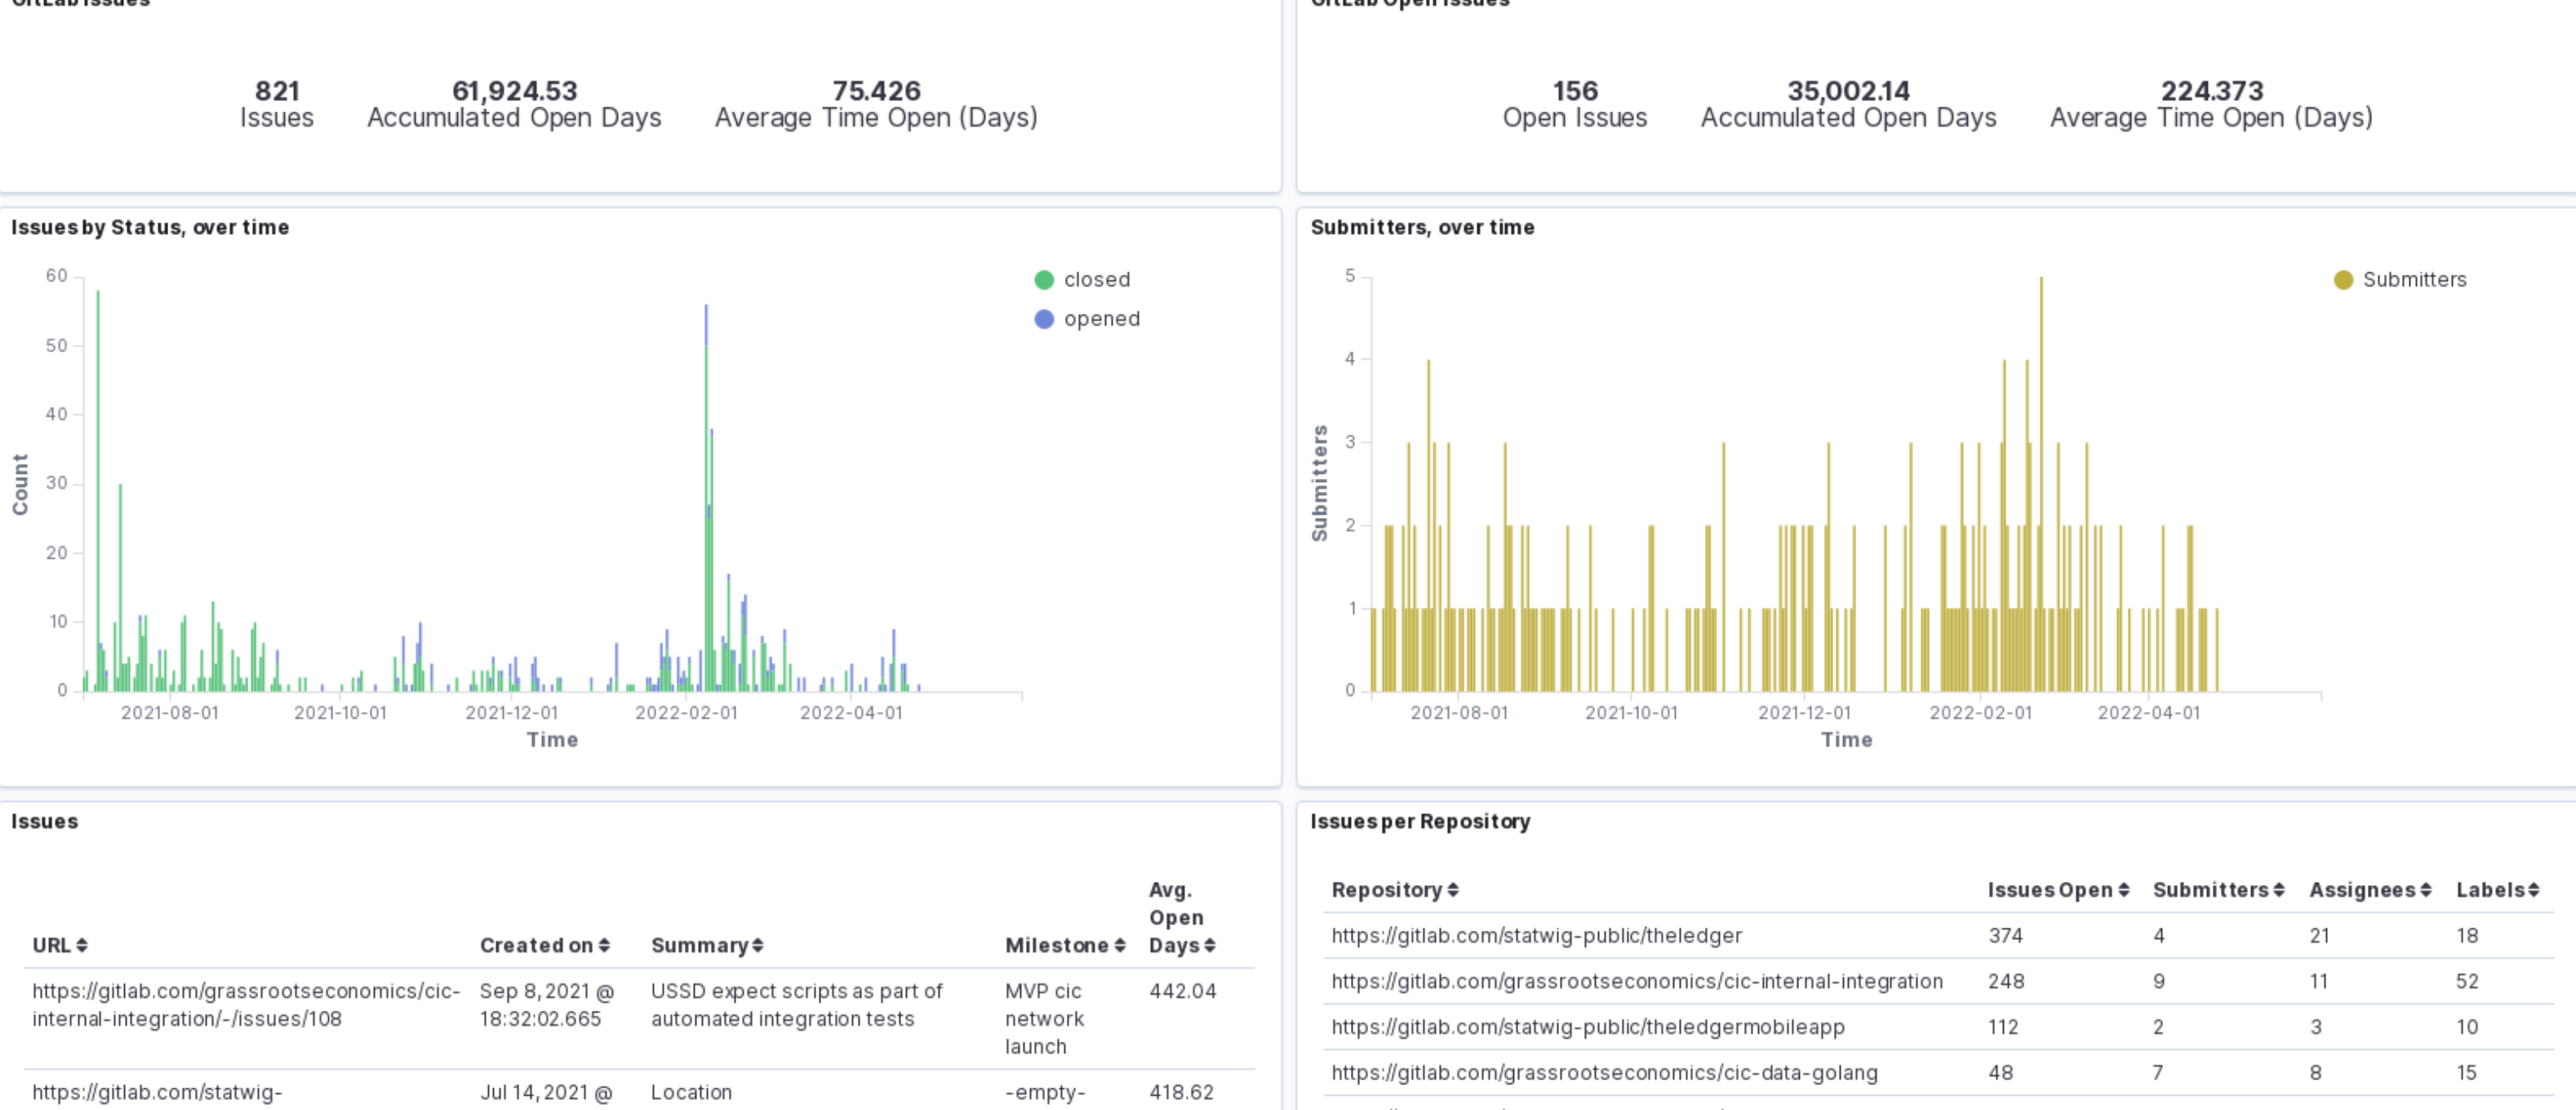 GitLab Issues
821
Issues
61,924.53
Accumulated Open Days
75.426
Average Time Open (Days)
GitLab Open Issues
156
Open Issues
35,002.14
Accumulated Open Days
224.373
Average Time Open (Days)
Issues by Status, over time
60
50
40
30
20
10
0
Count
2021-08-01
2021-10-01
2021-12-01
2022-02-01
2022-04-01
Time
closed
opened
Submitters, over time
5
4
3
2
1
0
Submitters
2021-08-01
2021-10-01
2021-12-01
2022-02-01
2022-04-01
Time
Submitters
Issues
URL Created on Summary Milestone Avg. Open Days
https://gitlab.com/grassrootseconomics/cic-
internal-integration/-/issues/108
Sep 8, 2021 @
18:32:02.665
USSD expect scripts as part of
automated integration tests
MVP cic
network
launch
442.04
https://gitlab.com/statwig-
Jul 14, 2021 @
Location
-empty-
418.62
Issues per Repository
Repository Issues Open Submitters Assignees Labels
https://gitlab.com/statwig-public/theledger 374 4 21 18
https://gitlab.com/grassrootseconomics/cic-internal-integration 248 9 11 52
https://gitlab.com/statwig-public/theledgermobileapp 112 2 3 10
https://gitlab.com/grassrootseconomics/cic-data-golang 48 7 8 15